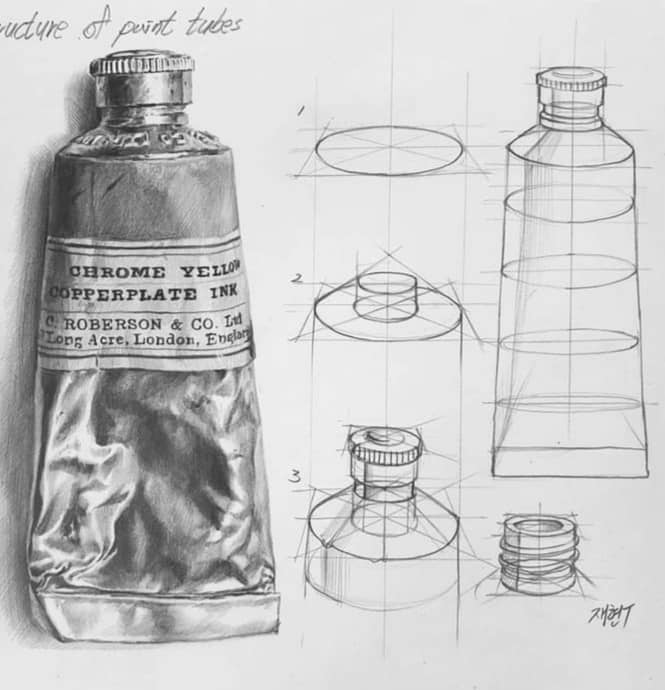 ructure of paint tubes
CHROME YELLOW
COPPERPLATE INK
C. ROBERSON & CO. Ltd
Long Acre, London, England
1
2
3
재현T